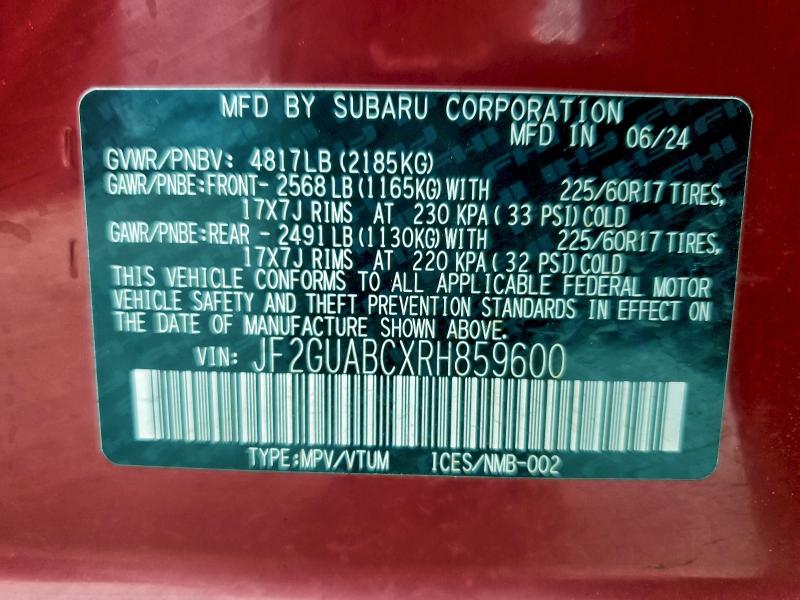 MFD BY SUBARU CORPORATION
MFD IN 06/24
GVWR/PNBV: 4817LB (2185KG)
GAWR/PNBE:FRONT- 2568 LB (1165KG) WITH 225/60R17 TIRES,
17X7J RIMS AT 230 KPA (33 PSI) COLD
GAWR/PNBE:REAR - 2491 LB (1130KG) WITH 225/60R17 TIRES,
17X7J RIMS AT 220 KPA (32 PSI) COLD
THIS VEHICLE CONFORMS TO ALL APPLICABLE FEDERAL MOTOR
VEHICLE SAFETY AND THEFT PREVENTION STANDARDS IN EFFECT ON
THE DATE OF MANUFACTURE SHOWN ABOVE.
VIN: JF2GUABCXRH859600
TYPE:MPV/VTUM ICES/NMB-002